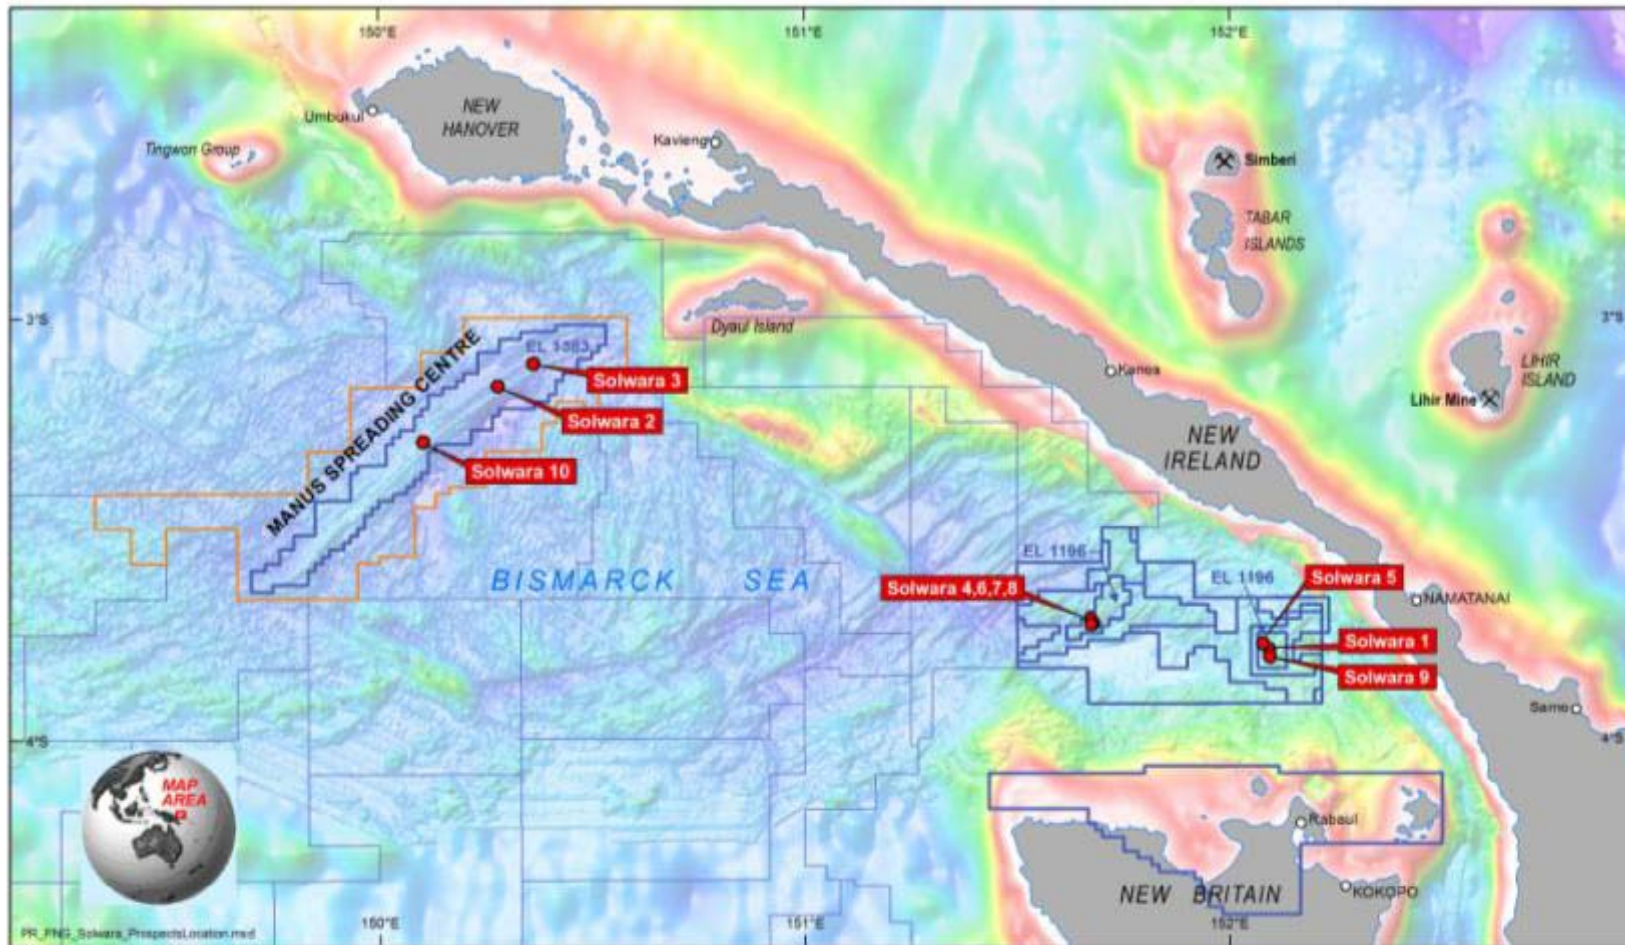 150°E
151°E
152°E
NEW
HANOVER
Umbukul
Tingwon Group
Kavieng
Simberi
TABAR
ISLANDS
3°S
3°S
Dyaul Island
EL 1383
MANUS SPREADING CENTRE
Solwara 3
Solwara 2
Solwara 10
Konos
LIHIR
ISLAND
Lihir Mine
NEW
IRELAND
BISMARCK SEA
EL 1196
EL 1196
Solwara 4,6,7,8
Solwara 5
NAMATANAI
Solwara 1
Solwara 9
Samo
4°S
4°S
MAP
AREA
Rabaul
NEW BRITAIN
KOKOPO
150°E
151°E
152°E
PR_PNG_Solwara_ProspectsLocation.mxd